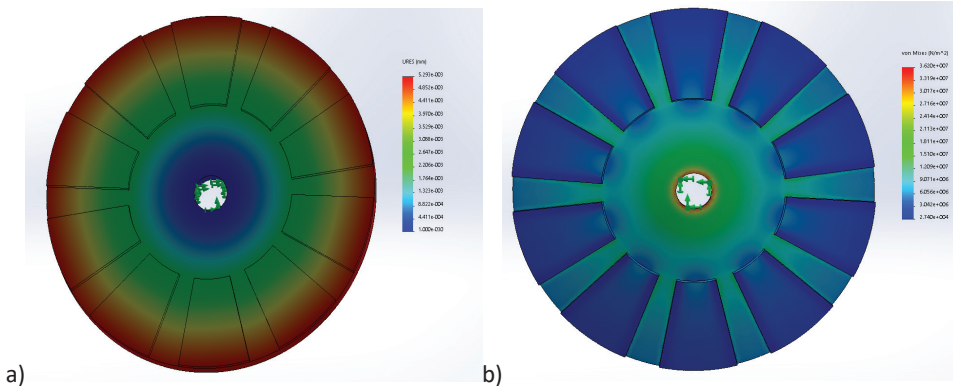 URES (mm)
5.293e-003
4.852e-003
4.411e-003
3.970e-003
3.529e-003
3.088e-003
2.647e-003
2.206e-003
1.764e-003
1.323e-003
8.822e-004
4.411e-004
1.000e-030
von Mises (N/m^2)
3.620e+007
3.319e+007
3.017e+007
2.716e+007
2.414e+007
2.113e+007
1.811e+007
1.510e+007
1.209e+007
9.071e+006
6.056e+006
3.042e+006
2.740e+004
a)
b)